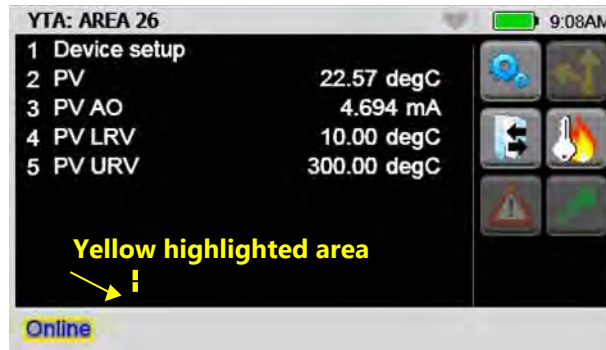 YTA: AREA 26 9:08AM
1 Device setup
2 PV 22.57 degC
3 PV AO 4.694 mA
4 PV LRV 10.00 degC
5 PV URV 300.00 degC
Yellow highlighted area
Online